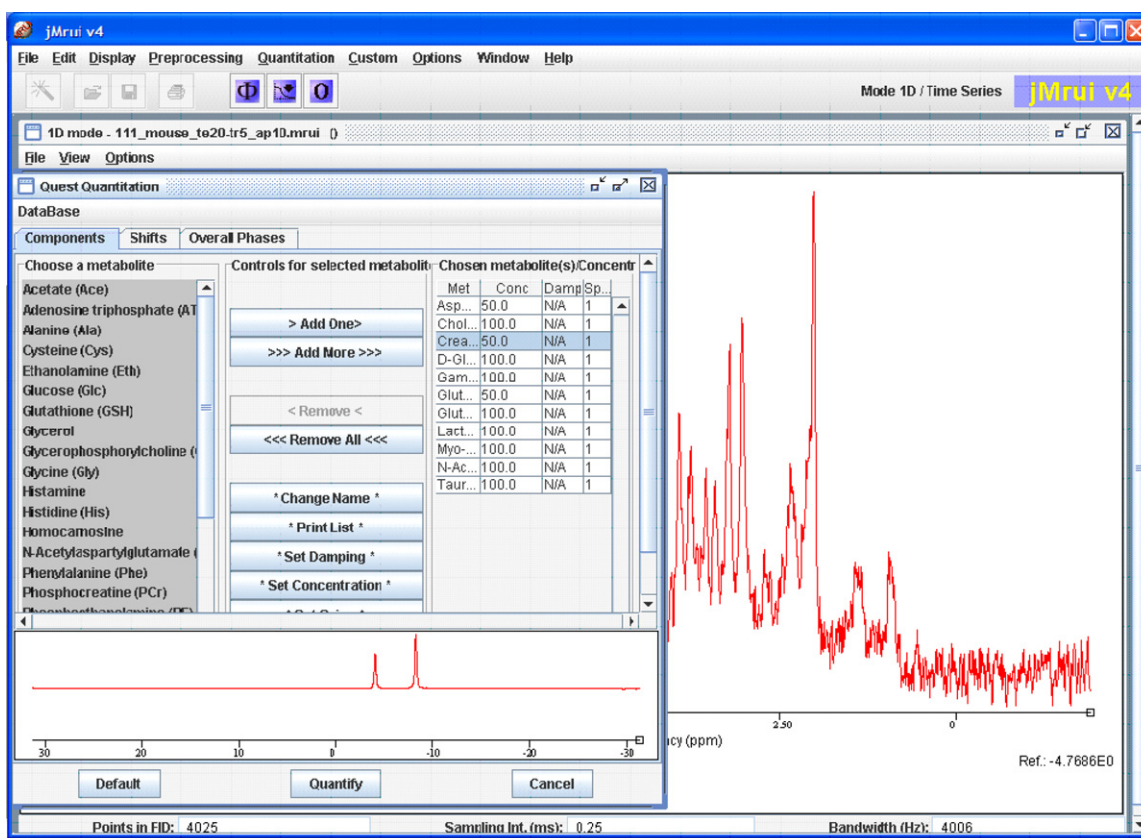 jMrui v4
File Edit Display Preprocessing Quantitation Custom Options Window Help
Φ O
Mode 1D / Time Series jMrui v4
1D mode - 111_mouse_te20-tr5_ap10.mrui ()
File View Options
Quest Quantitation
DataBase
Components Shifts Overall Phases
Choose a metabolite
Acetate (Ace)
Adenosine triphosphate (AT
Alanine (Ala)
Cysteine (Cys)
Ethanolamine (Eth)
Glucose (Glc)
Glutathione (GSH)
Glycerol
Glycerophosphorylcholine (
Glycine (Gly)
Histamine
Histidine (His)
Homocarnosine
N-Acetylaspartylglutamate (
Phenylalanine (Phe)
Phosphocreatine (PCr)
Controls for selected metabolit
> Add One>
>>> Add More >>>
< Remove <
<<< Remove All <<<
* Change Name *
* Print List *
* Set Damping *
* Set Concentration *
Chosen metabolite(s)/Concentr
Met Conc Damp Sp...
Asp... 50.0 N/A 1
Chol... 100.0 N/A 1
Crea... 50.0 N/A 1
D-Gl... 100.0 N/A 1
Gam... 100.0 N/A 1
Glut... 50.0 N/A 1
Glut... 100.0 N/A 1
Lact... 100.0 N/A 1
Myo-... 100.0 N/A 1
N-Ac... 100.0 N/A 1
Taur... 100.0 N/A 1
30 20 10 0 -10 -20 -30
Default Quantify Cancel
2.50 0
cy (ppm)
Ref.: -4.7686E0
Points in FID: 4025 Sampling Int. (ms): 0.25 Bandwidth (Hz): 4006